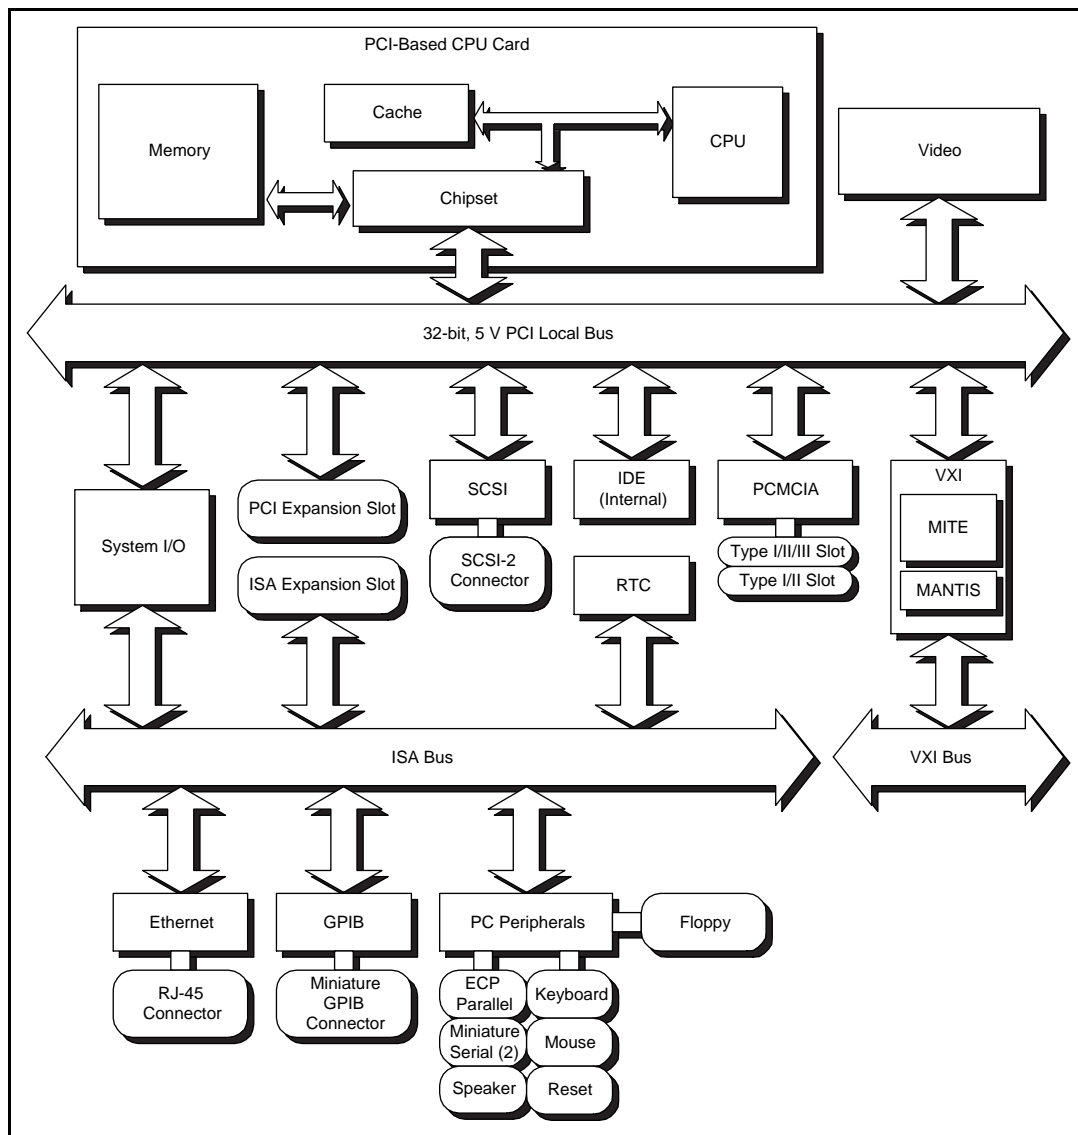 PCI-Based CPU Card
Cache
Memory
CPU
Video
Chipset
32-bit, 5 V PCI Local Bus
SCSI
IDE
(Internal)
PCMCIA
VXI
PCI Expansion Slot
MITE
System I/O
SCSI-2
Connector
Type I/II/III Slot
Type I/II Slot
ISA Expansion Slot
RTC
MANTIS
ISA Bus
VXI Bus
Ethernet
GPIB
PC Peripherals
Floppy
RJ-45
Connector
Miniature
GPIB
Connector
ECP
Parallel
Keyboard
Miniature
Serial (2)
Mouse
Speaker
Reset